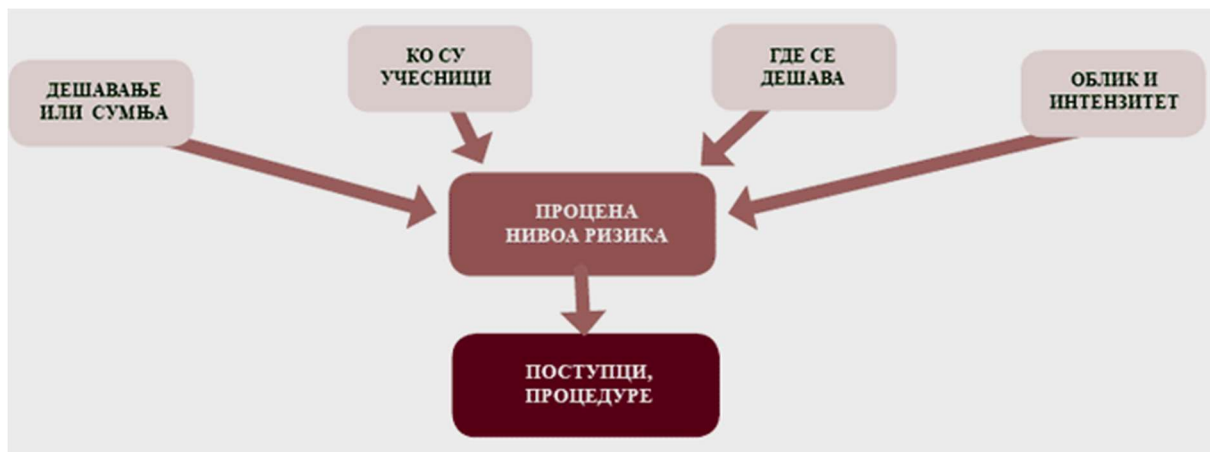 ДЕШАВАЊЕ
ИЛИ СУМЊА
КО СУ
УЧЕСНИЦИ
ГДЕ СЕ
ДЕШАВА
ОБЛИК И
ИНТЕНЗИТЕТ
ПРОЦЕНА
НИВОА РИЗИКА
ПОСТУПЦИ,
ПРОЦЕДУРЕ